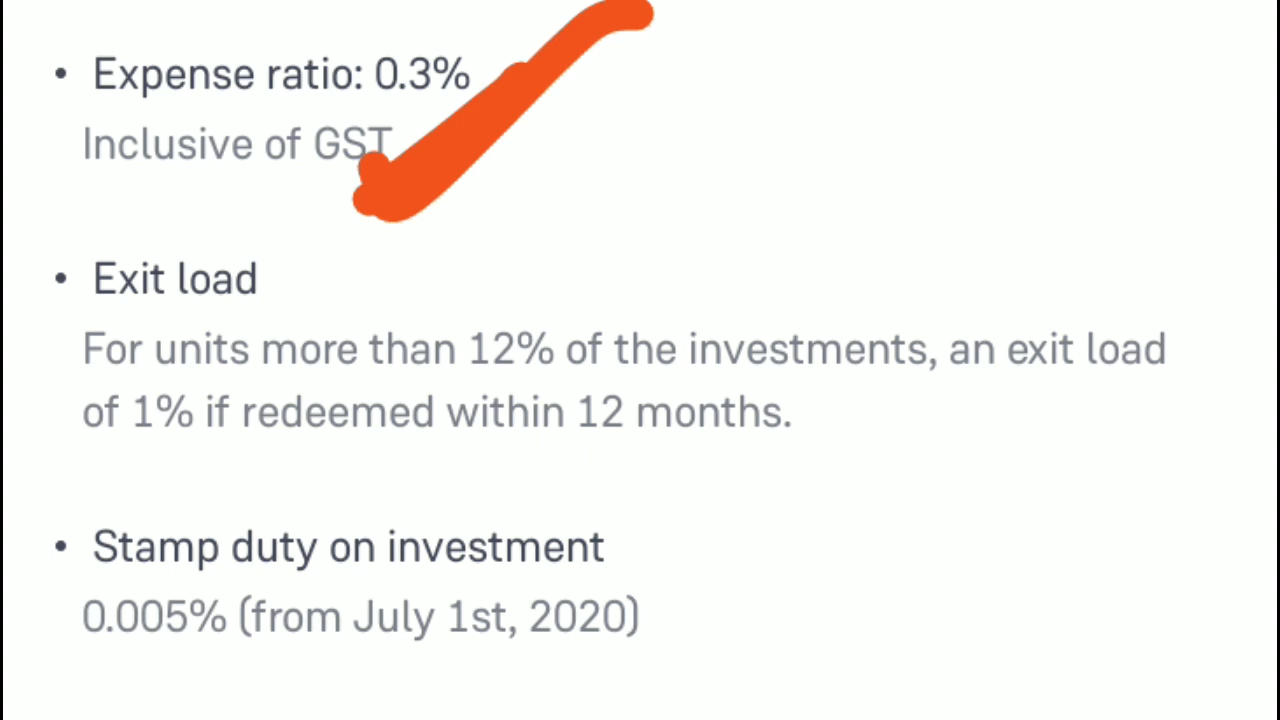 • Expense ratio: 0.3%
Inclusive of GST
• Exit load
For units more than 12% of the investments, an exit load
of 1% if redeemed within 12 months.
• Stamp duty on investment
0.005% (from July 1st, 2020)